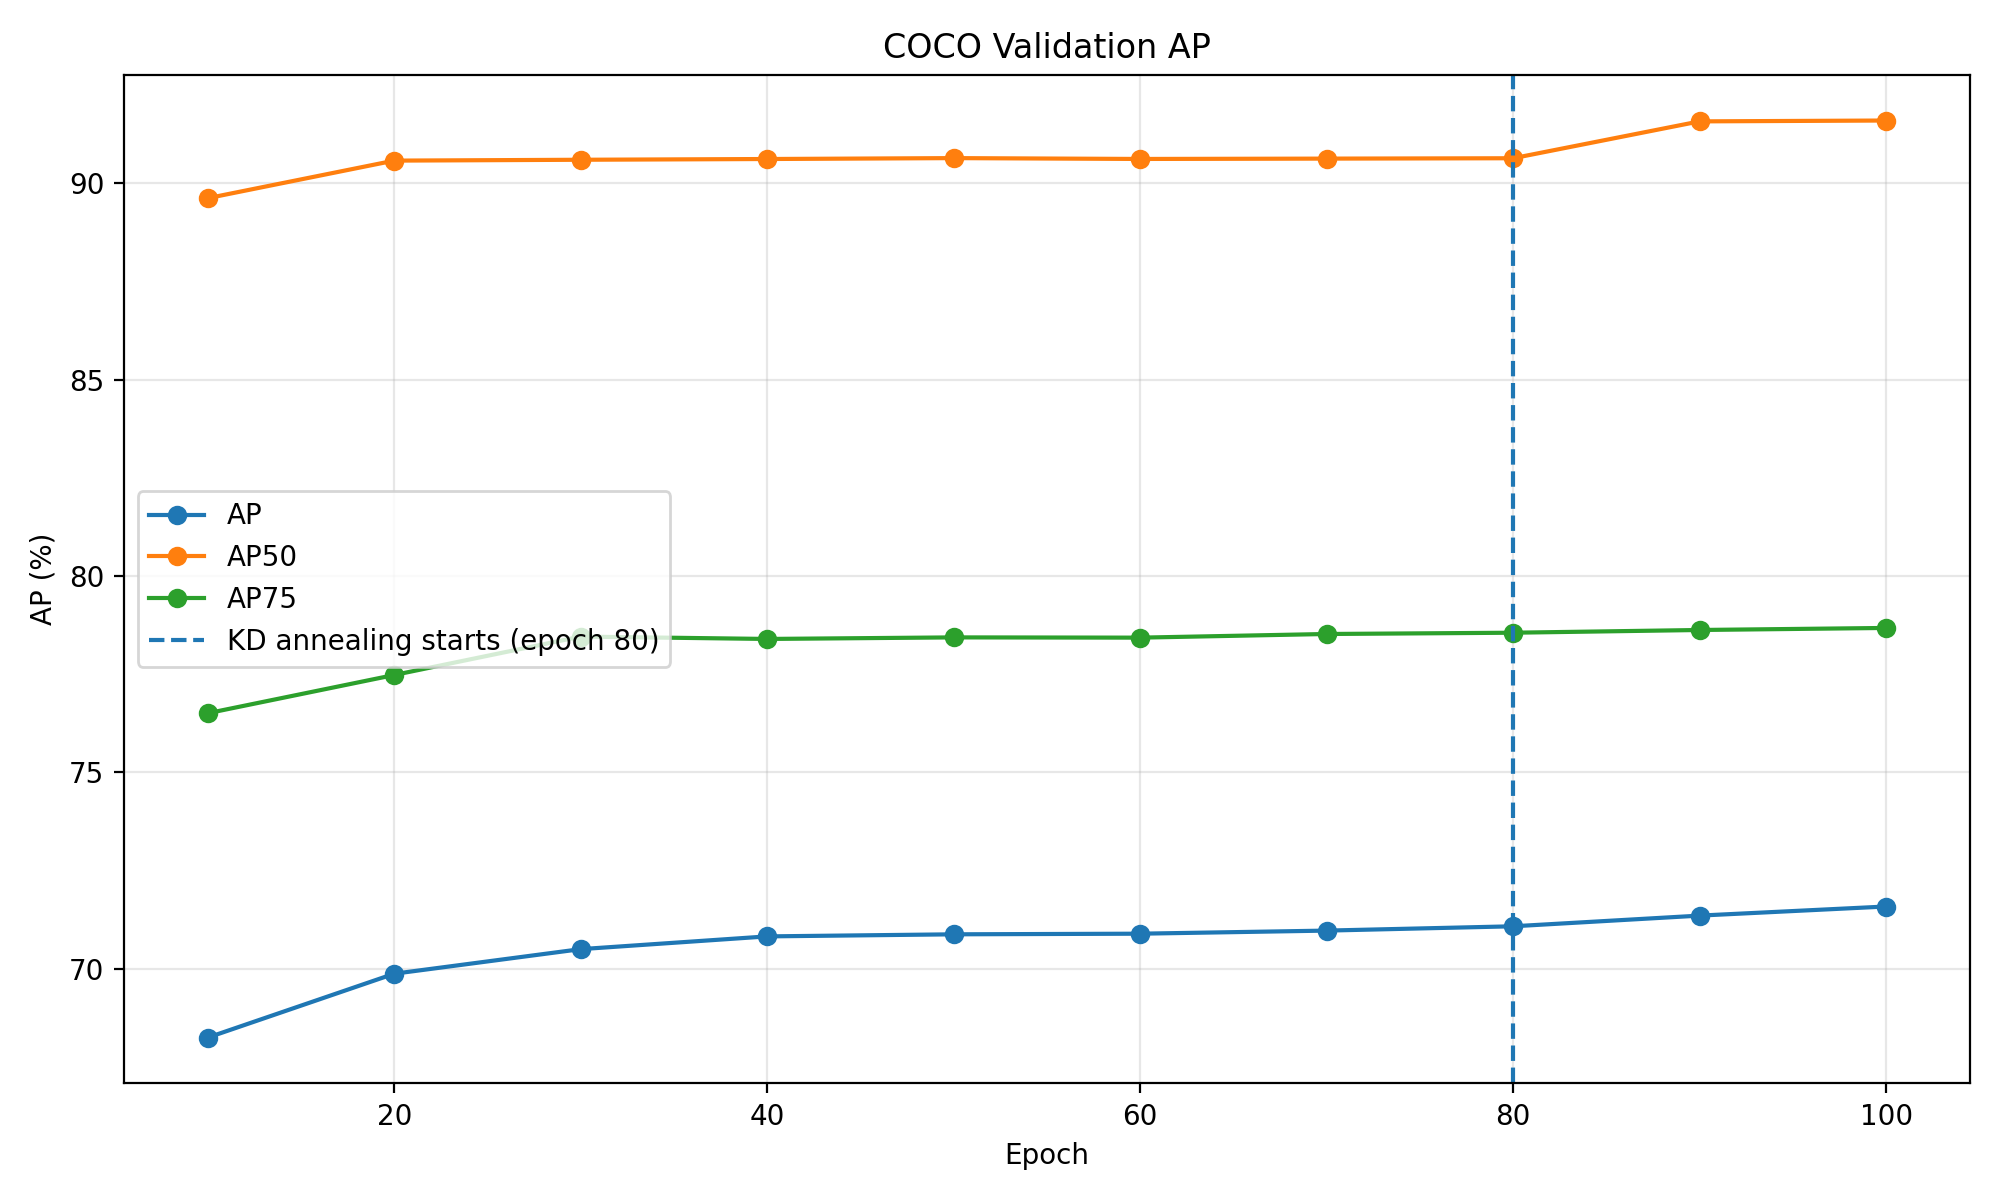 COCO Validation AP
AP (%)
90
85
80
75
70
AP
AP50
AP75
KD annealing starts (epoch 80)
20 40 60 80 100
Epoch